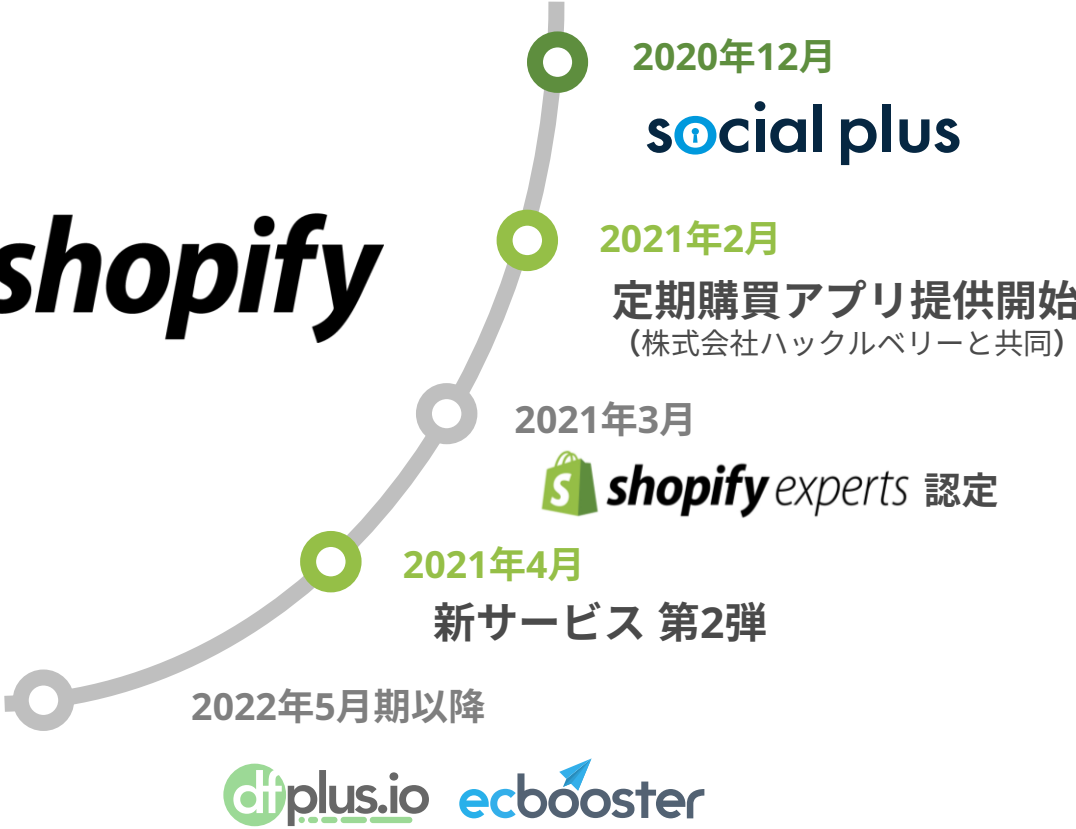 2020年12月
social plus
shopify
2021年2月
定期購買アプリ提供開始
（株式会社ハックルベリーと共同）
2021年3月
shopify experts 認定
2021年4月
新サービス 第2弾
2022年5月期以降
dfplus.io ecbooster